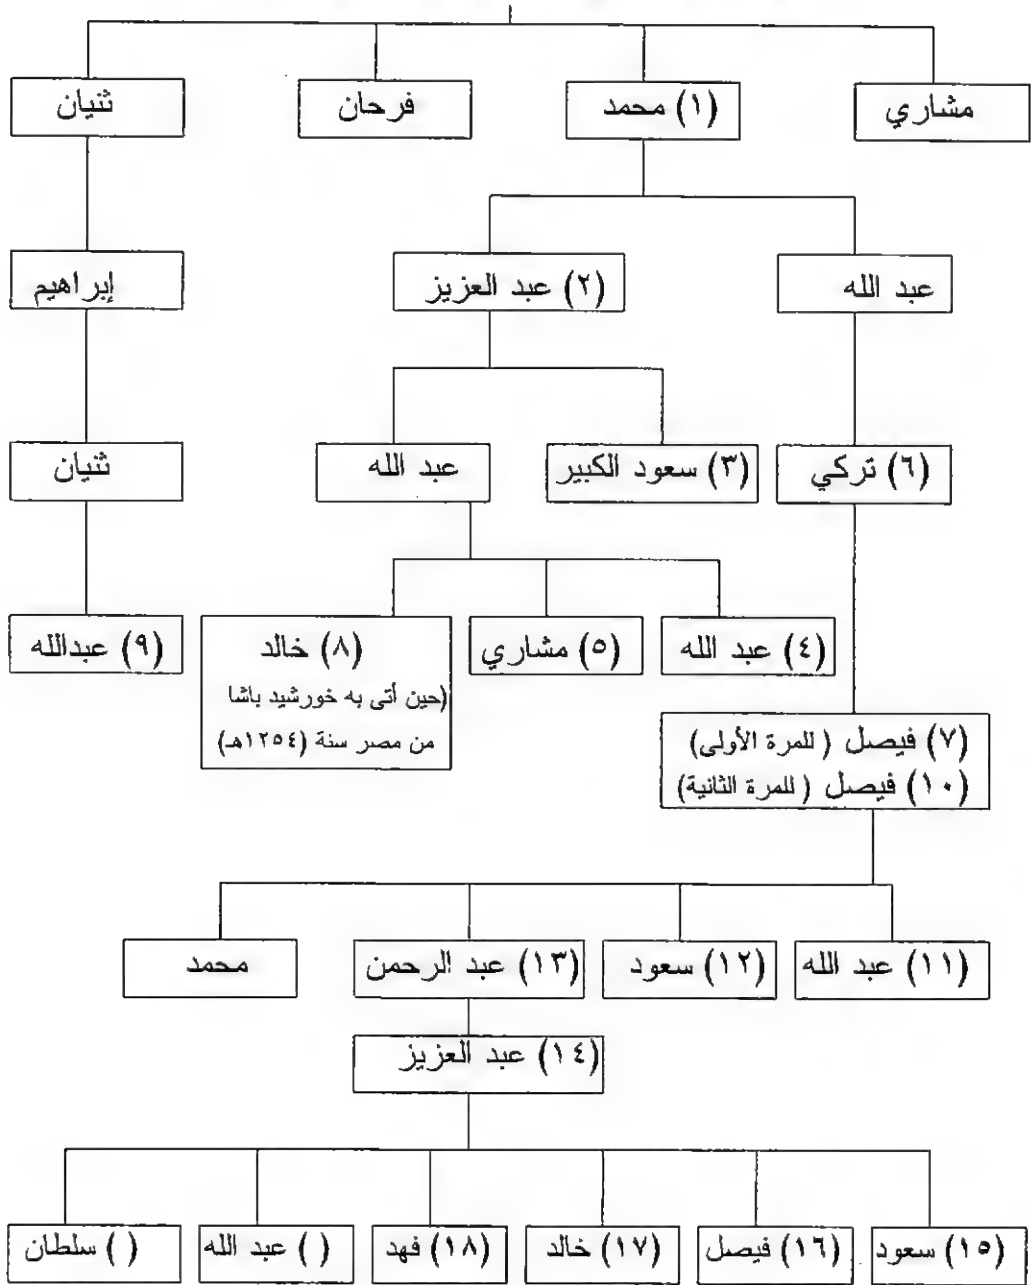 مشاري
(١) محمد
فرحان
ثنيان
عبد الله
(٢) عبد العزيز
إبراهيم
(٦) تركي
(٣) سعود الكبير
عبد الله
ثنيان
(٤) عبد الله
(٥) مشاري
(٨) خالد
(حين أتى به خورشيد باشا
من مصر سنة (١٢٥٤هـ)
(٩) عبدالله
(٧) فيصل (للمرة الأولى)
(١٠) فيصل (للمرة الثانية)
(١١) عبد الله
(١٢) سعود
(١٣) عبد الرحمن
محمد
(١٤) عبد العزيز
(١٥) سعود
(١٦) فيصل
(١٧) خالد
(١٨) فهد
( ) عبد الله
( ) سلطان